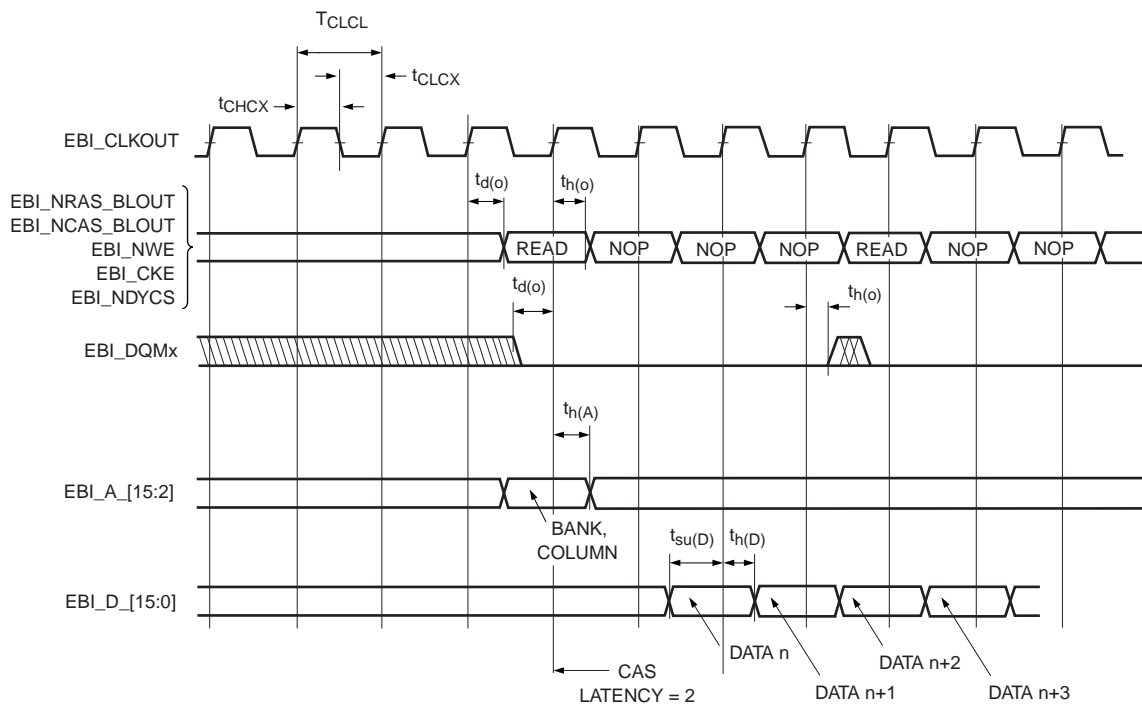 TCLCL
tCLCX
tCHCX
EBI_CLKOUT
td(o)
th(o)
EBI_NRAS_BLOUT
EBI_NCAS_BLOUT
EBI_NWE
EBI_CKE
EBI_NDYCS
READ NOP NOP NOP READ NOP NOP
td(o)
th(o)
EBI_DQMx
th(A)
EBI_A_[15:2]
BANK,
COLUMN
tsu(D)
th(D)
EBI_D_[15:0]
DATA n
DATA n+1
DATA n+2
DATA n+3
CAS
LATENCY = 2